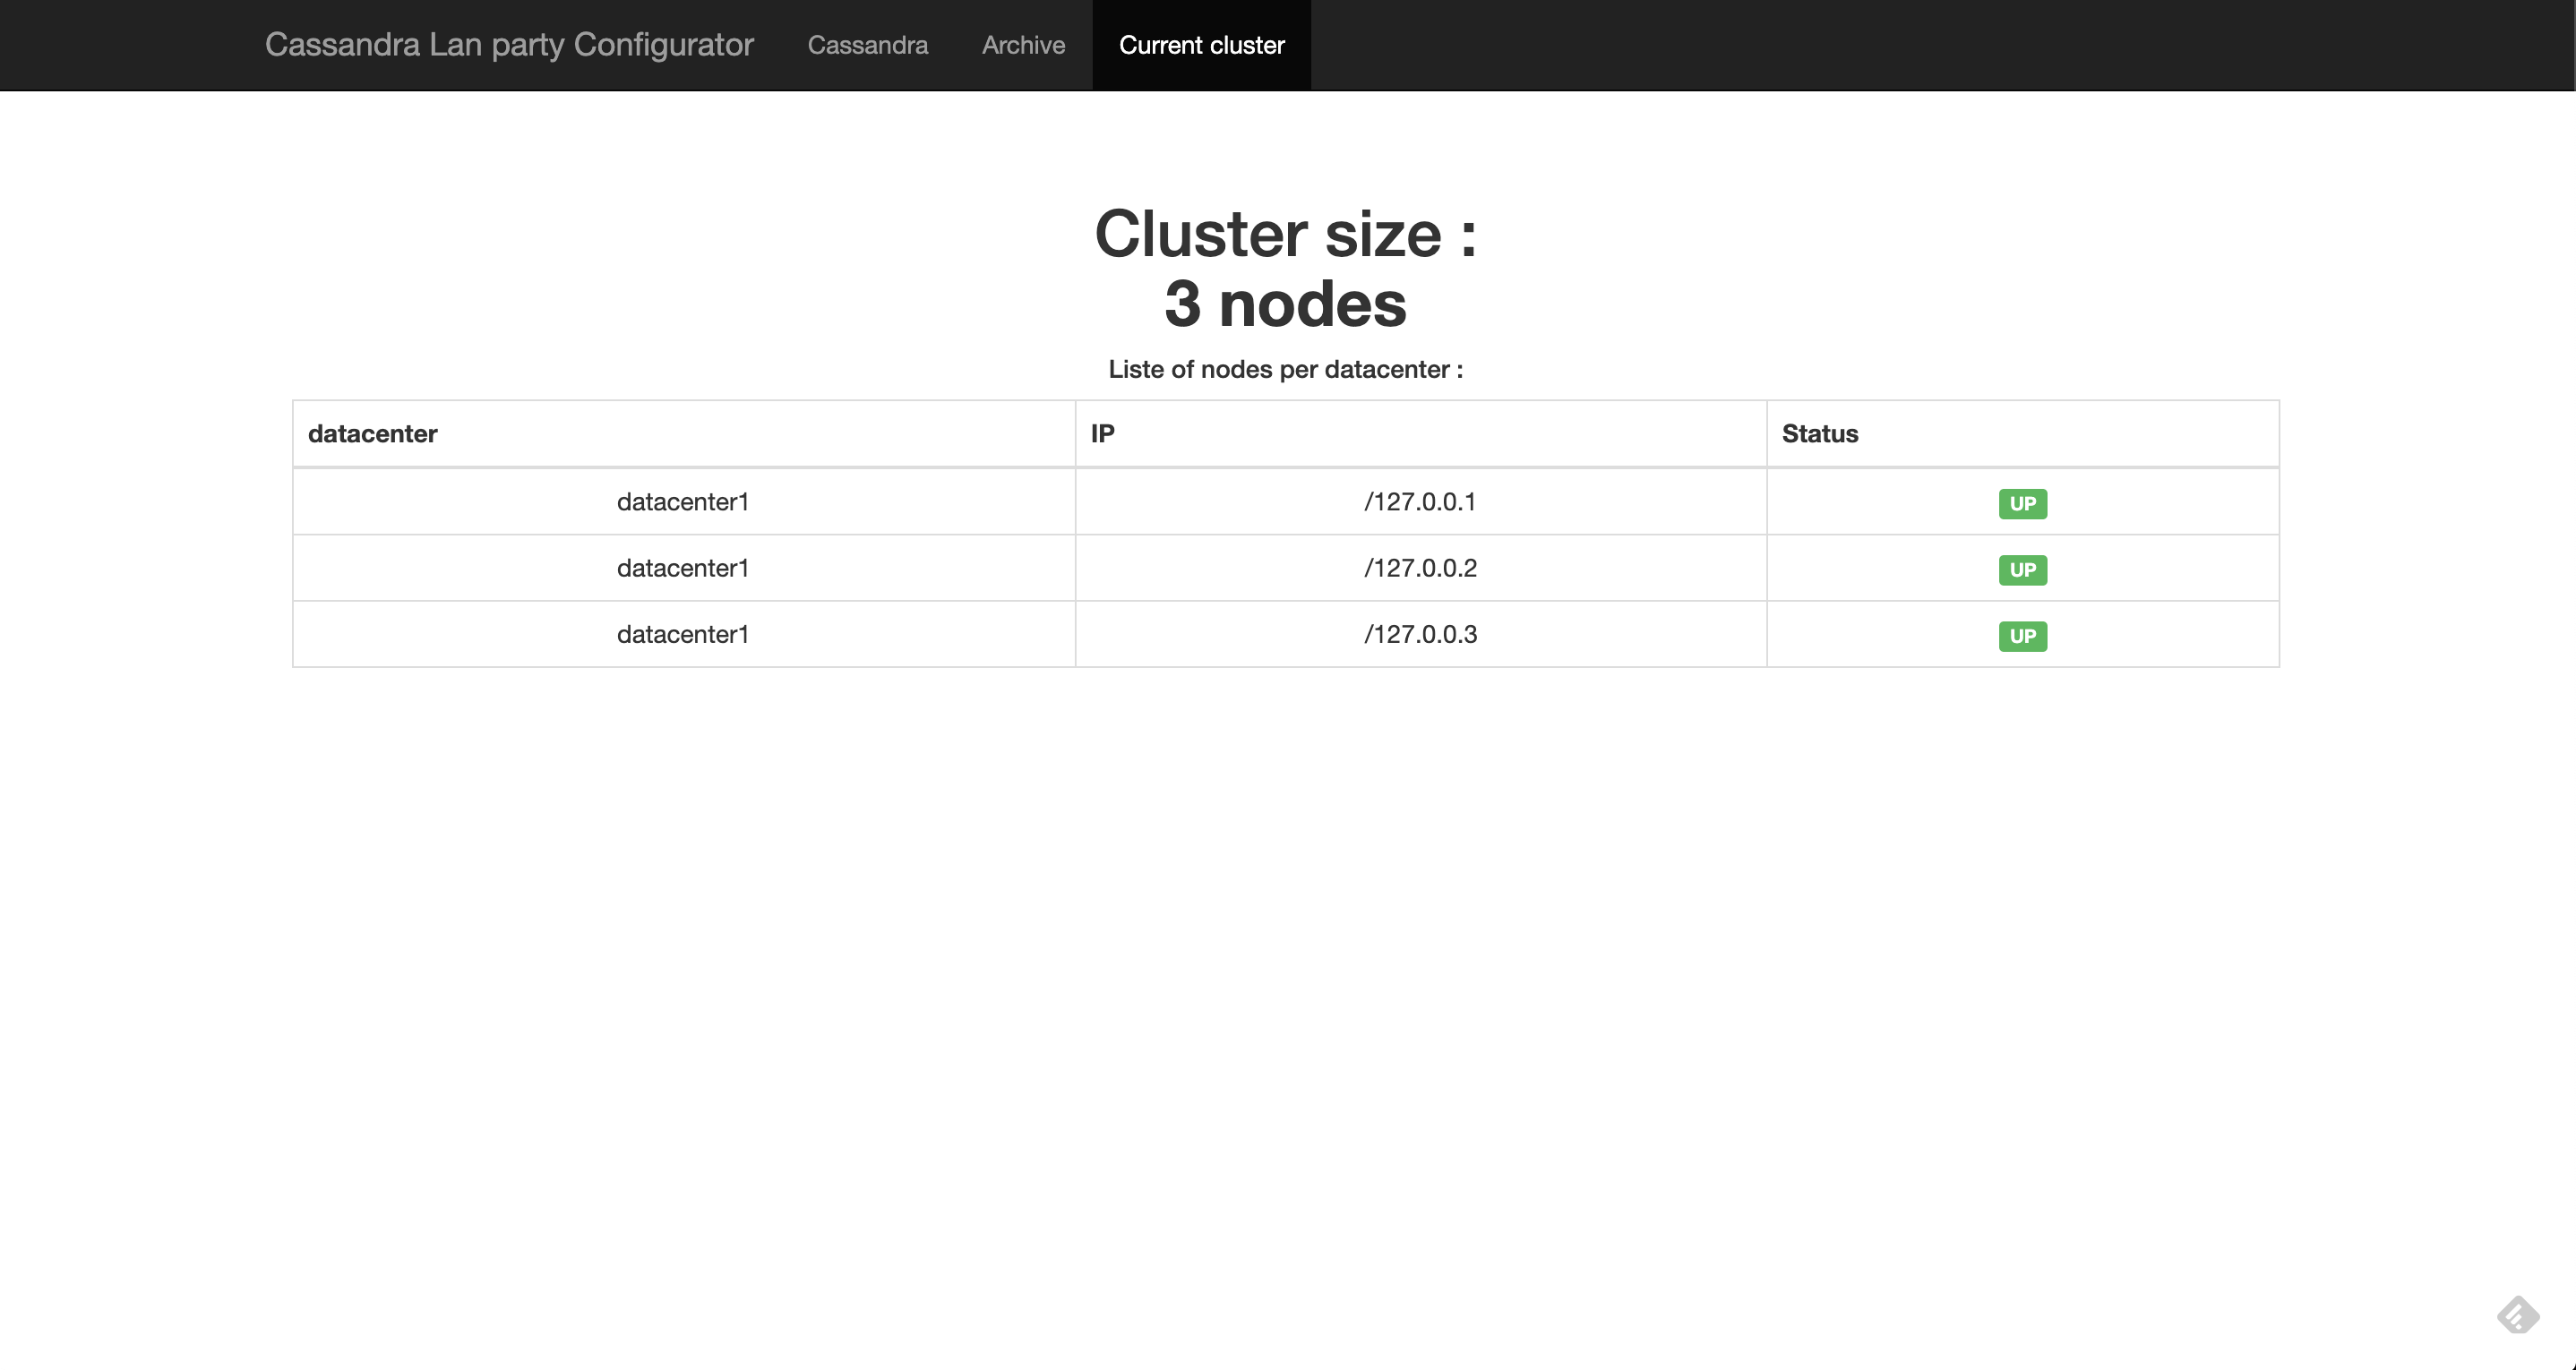 Cassandra Lan party Configurator Cassandra Archive Current cluster
Cluster size :
3 nodes
Liste of nodes per datacenter :
datacenter IP Status
datacenter1 /127.0.0.1 UP
datacenter1 /127.0.0.2 UP
datacenter1 /127.0.0.3 UP